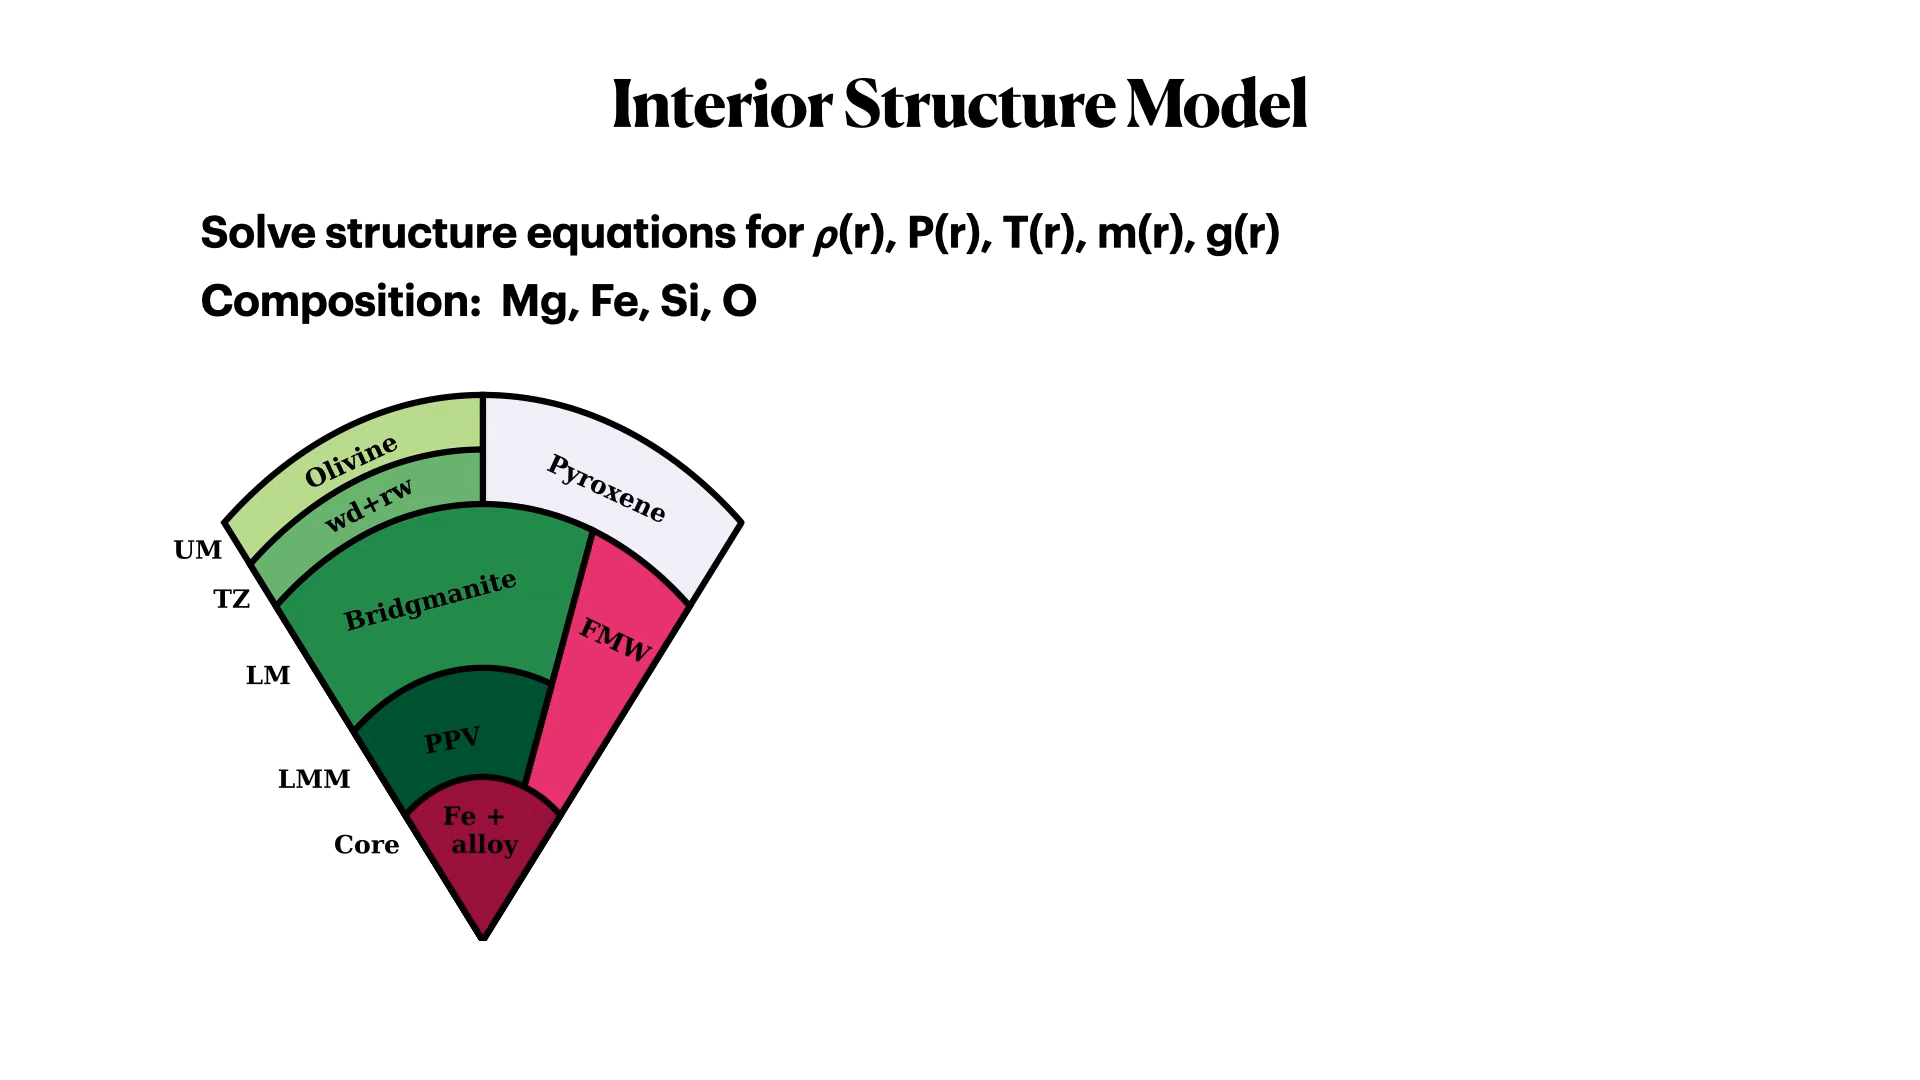 Interior Structure Model
Solve structure equations for ρ(r), P(r), T(r), m(r), g(r)
Composition: Mg, Fe, Si, O
Olivine
Pyroxene
wd+rw
UM
TZ
Bridgmanite
FMW
LM
PPV
LMM
Fe +
alloy
Core